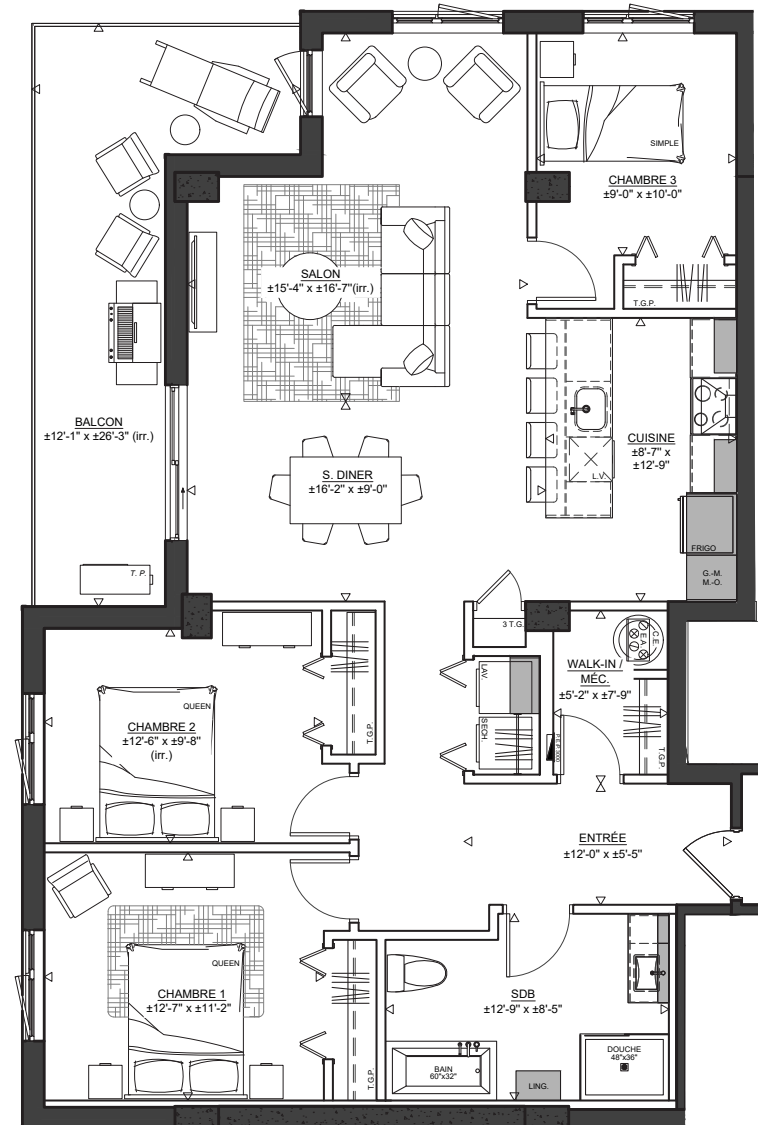 SIMPLE
CHAMBRE 3
±9'-0" x ±10'-0"
T.G.P.
SALON
±15'-4" x ±16'-7"(irr.)
BALCON
±12'-1" x ±26'-3" (irr.)
CUISINE
±8'-7" x
±12'-9"
S. DINER
±16'-2" x ±9'-0"
L.V.
FRIGO
G.-M.
M.-O.
T. P.
3 T.G.
C.E.
E.A.
WALK-IN /
MÉC.
±5'-2" x ±7'-9"
LAV.
SECH.
T.G.P.
T.G.P.
QUEEN
CHAMBRE 2
±12'-6" x ±9'-8"
(irr.)
ENTRÉE
±12'-0" x ±5'-5"
QUEEN
CHAMBRE 1
±12'-7" x ±11'-2"
T.G.P.
SDB
±12'-9" x ±8'-5"
BAIN
60"x32"
LING.
DOUCHE
48"x36"